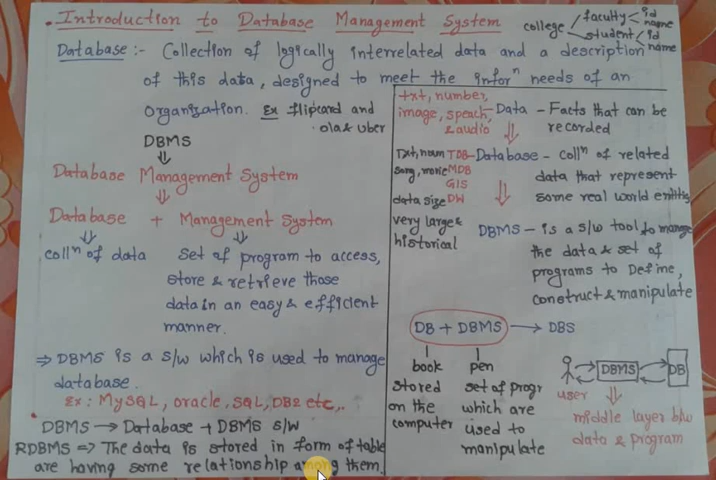 . Introduction to Database Management System
college / faculty < id name
student / id name
Database :- Collection of logically interrelated data and a description
of this data, designed to meet the inforⁿ needs of an
organization. Ex flipcard and
ola & uber
DBMS
⇓
Database Management System
⇓
Database + Management System
⇓ ⇓
collⁿ of data
Set of program to access,
store & retrieve those
data in an easy & efficient
manner.
⇒ DBMS is a s/w which is used to manage
database.
Ex: MySQL, oracle, SQL, DB2 etc,..
DBMS → Database + DBMS s/w
RDBMS ⇒ The data is stored in form of table
are having some relationship among them.
txt, number,
image, speach,
& audio
Data - Facts that can be
recorded
⇓
Txt, num TDB
song, movie MDB
GIS
data size DW
very large &
historical
Database - collⁿ of related
data that represent
some real world entities
⇓
DBMS - is a s/w tool to manage
the data & set of
programs to Define,
construct & manipulate
DB + DBMS → DBS
book
stored
on the
computer
pen
set of progr
which are
used to
manipulate
user
DBMS
DB
⇓
middle layer b/w
data & program